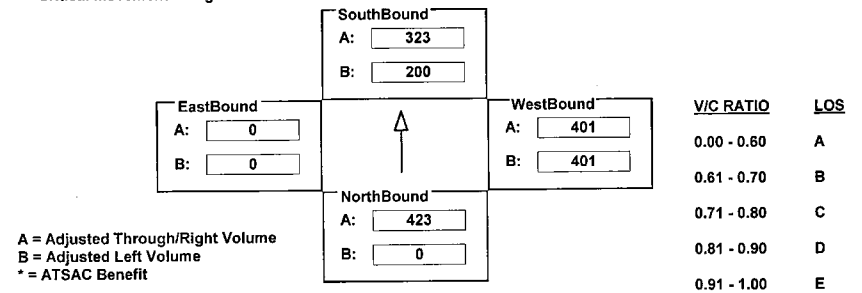 SouthBound
A: 323
B: 200
EastBound
A: 0
B: 0
WestBound
A: 401
B: 401
NorthBound
A: 423
B: 0
A = Adjusted Through/Right Volume
B = Adjusted Left Volume
* = ATSAC Benefit
V/C RATIO LOS
0.00 - 0.60 A
0.61 - 0.70 B
0.71 - 0.80 C
0.81 - 0.90 D
0.91 - 1.00 E